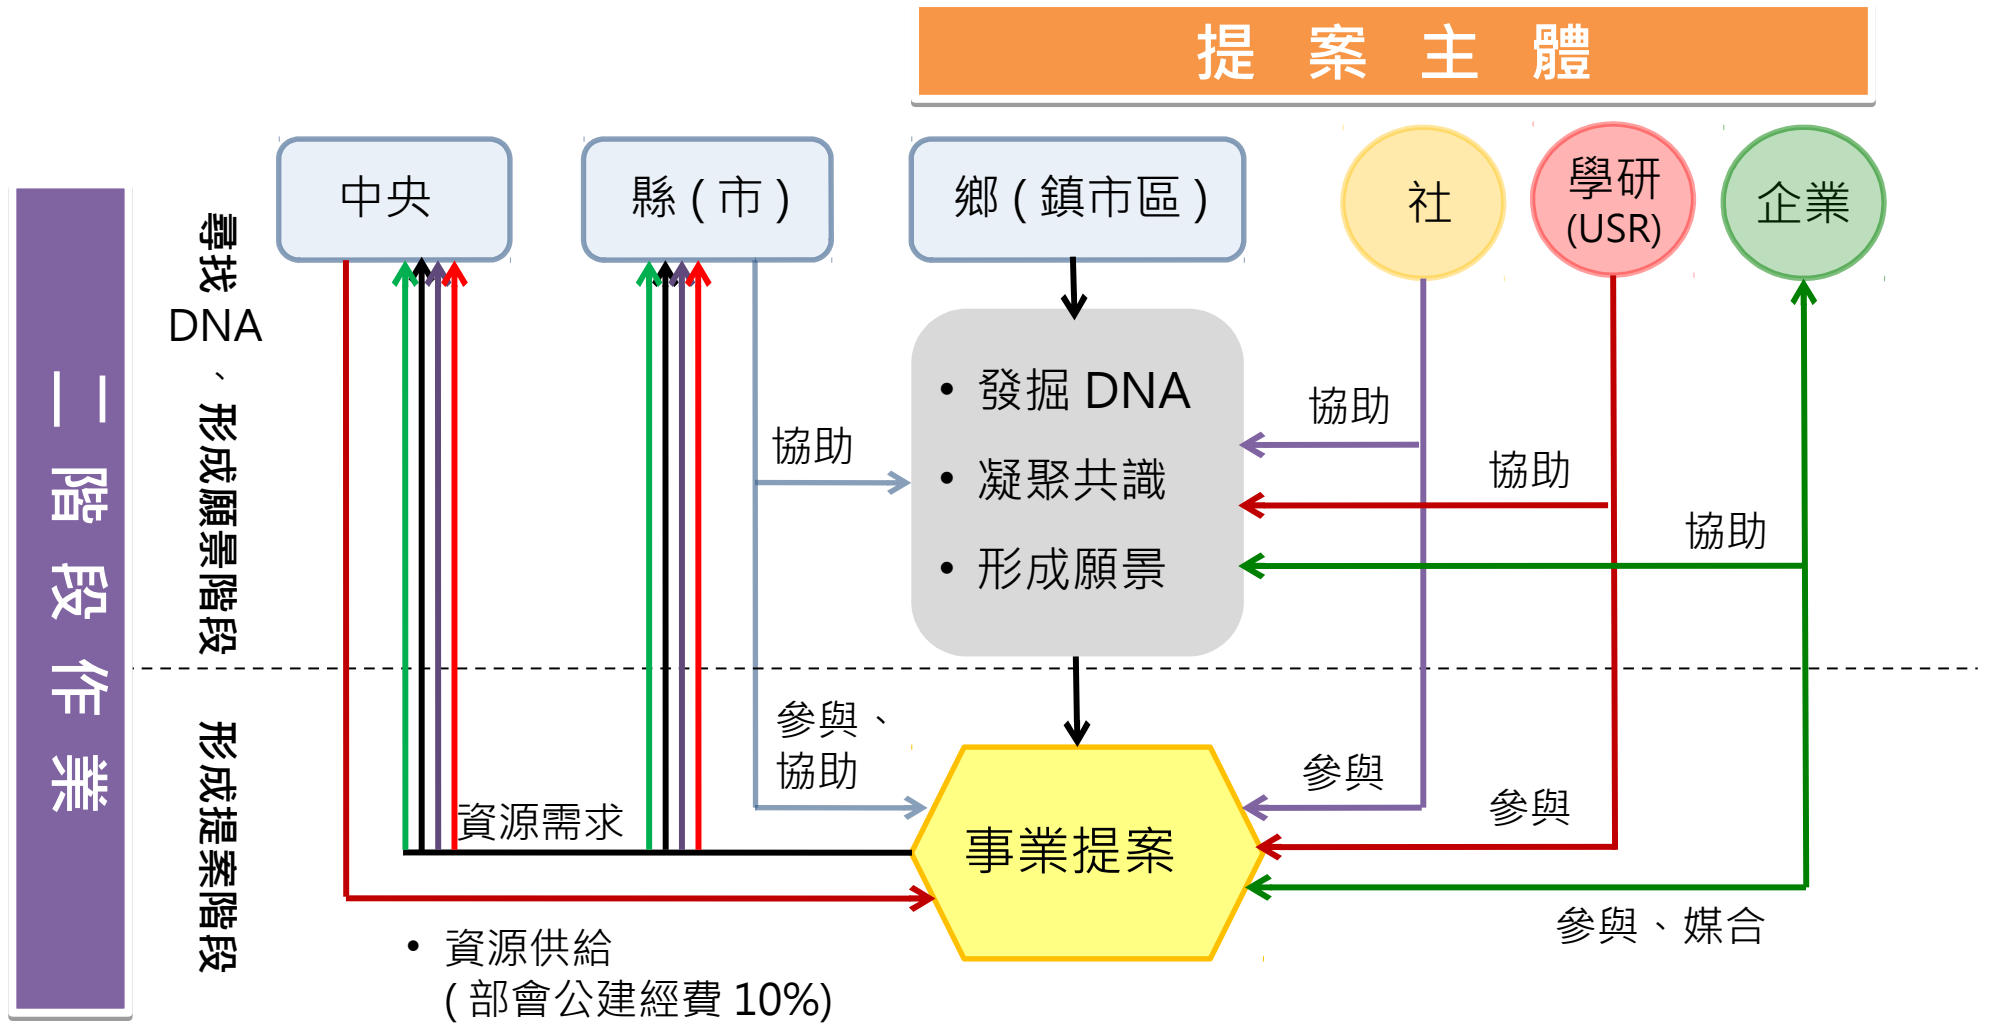 提案主體
中央
縣(市)
鄉(鎮市區)
社
學研
(USR)
企業
二階段作業
尋找DNA、形成願景階段
• 發掘 DNA
• 凝聚共識
• 形成願景
協助
協助
協助
協助
形成提案階段
參與、
協助
資源需求
事業提案
參與
參與
參與、媒合
• 資源供給
(部會公建經費 10%)